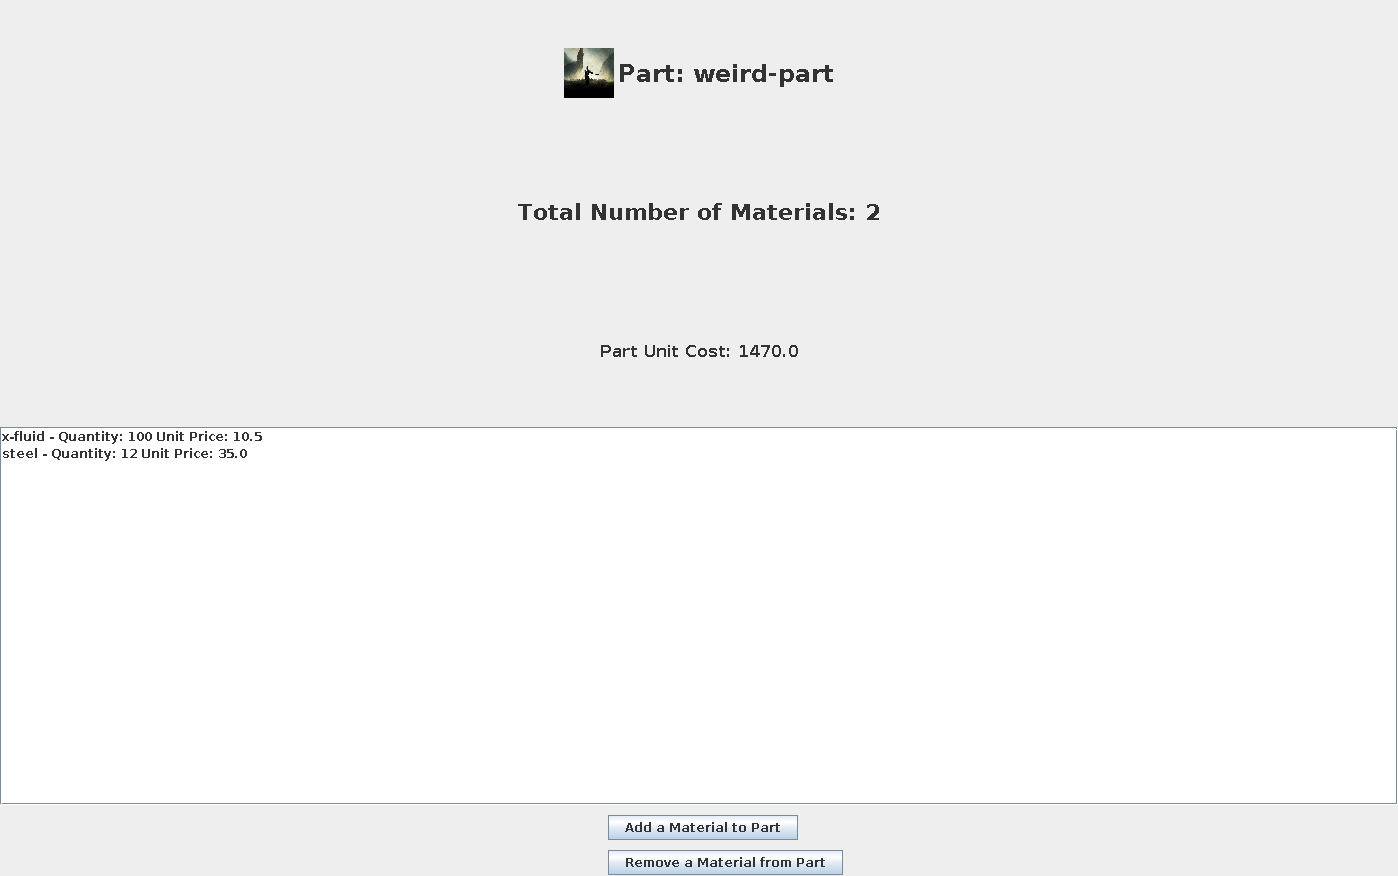 Part: weird-part
Total Number of Materials: 2
Part Unit Cost: 1470.0
x-fluid - Quantity: 100 Unit Price: 10.5
steel - Quantity: 12 Unit Price: 35.0
Add a Material to Part
Remove a Material from Part